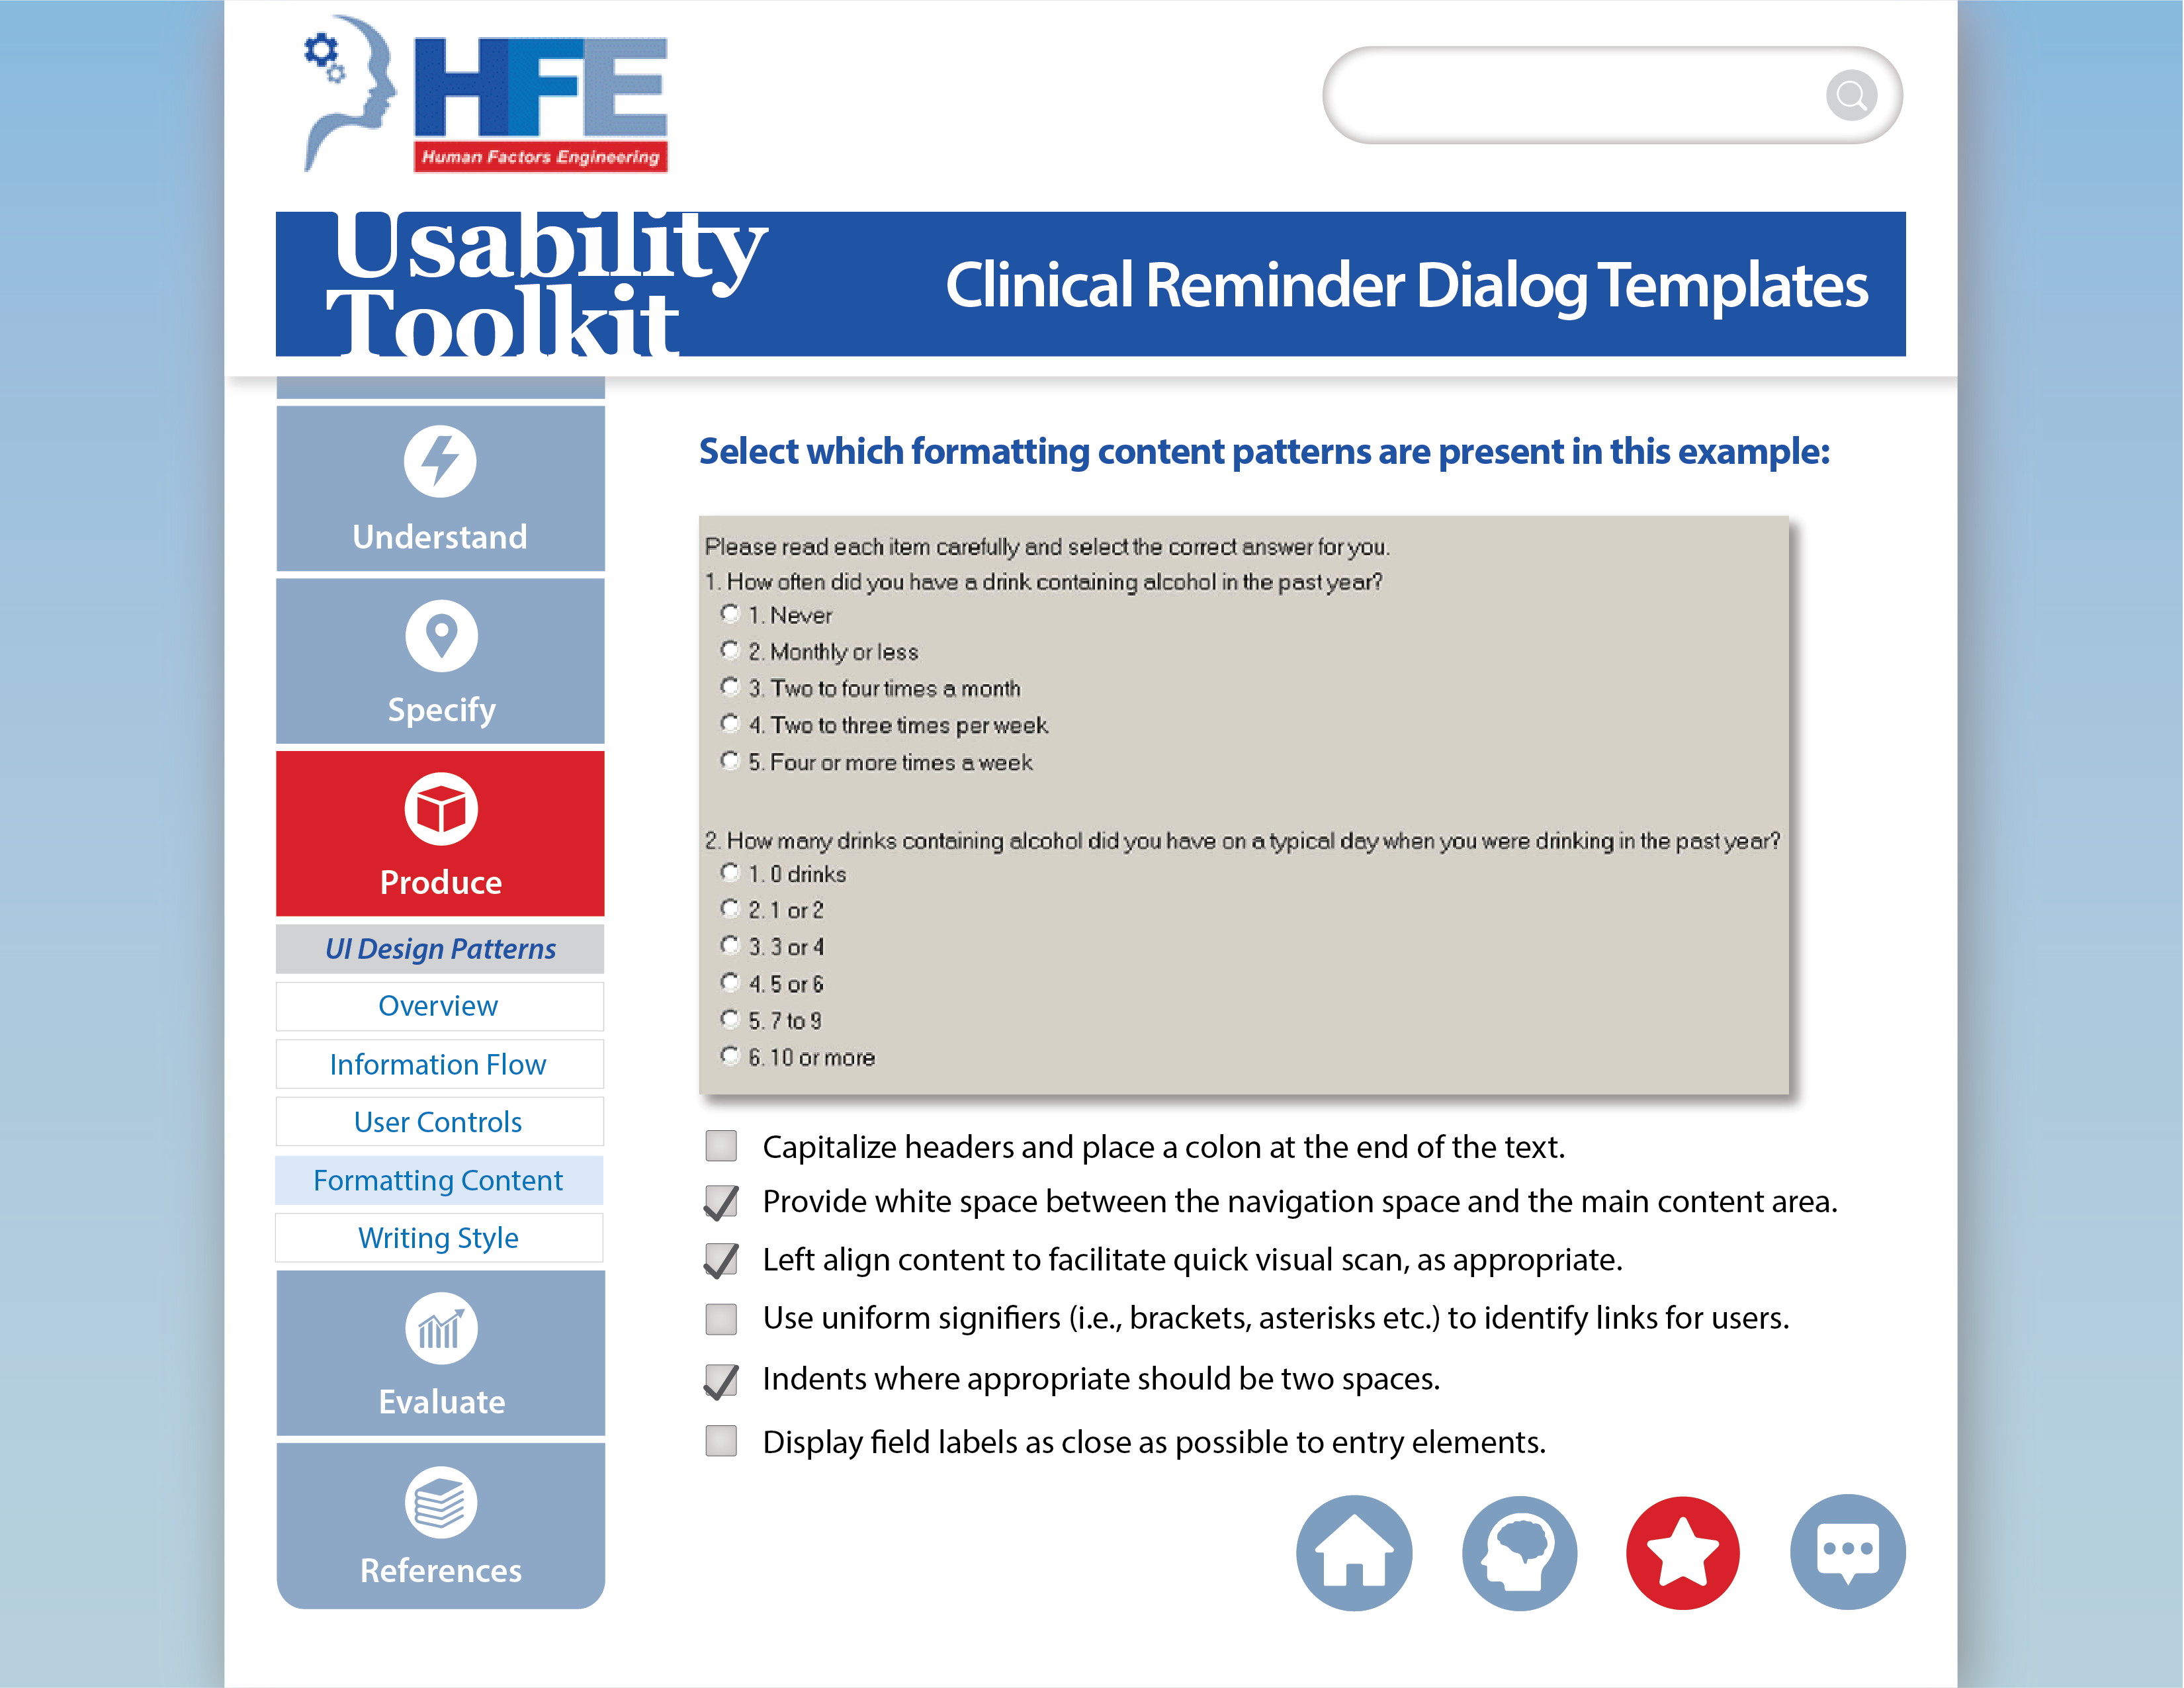 HFE
Human Factors Engineering
Usability
Toolkit
Clinical Reminder Dialog Templates
Understand
Specify
Produce
UI Design Patterns
Overview
Information Flow
User Controls
Formatting Content
Writing Style
Evaluate
References
Select which formatting content patterns are present in this example:
Please read each item carefully and select the correct answer for you.
1. How often did you have a drink containing alcohol in the past year?
1. Never
2. Monthly or less
3. Two to four times a month
4. Two to three times per week
5. Four or more times a week
2. How many drinks containing alcohol did you have on a typical day when you were drinking in the past year?
1. 0 drinks
2. 1 or 2
3. 3 or 4
4. 5 or 6
5. 7 to 9
6. 10 or more
Capitalize headers and place a colon at the end of the text.
Provide white space between the navigation space and the main content area.
Left align content to facilitate quick visual scan, as appropriate.
Use uniform signifiers (i.e., brackets, asterisks etc.) to identify links for users.
Indents where appropriate should be two spaces.
Display field labels as close as possible to entry elements.